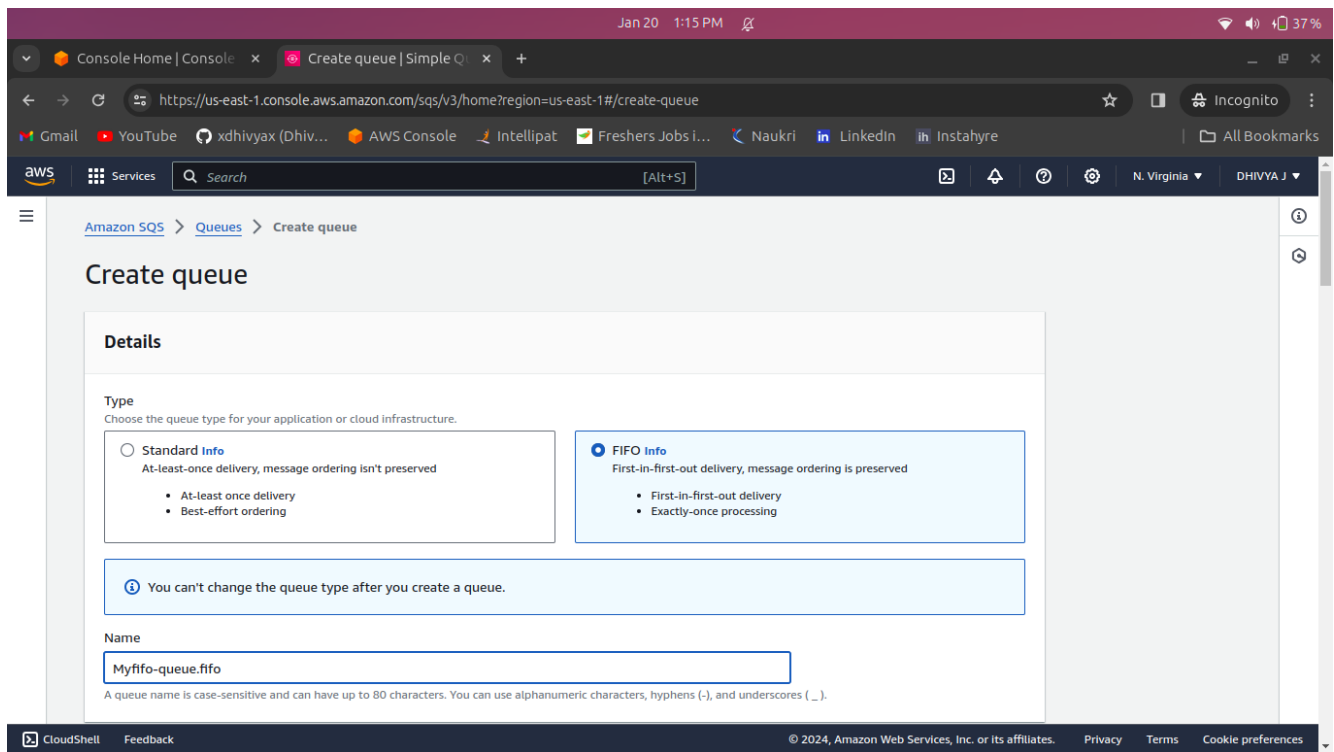 Jan 20 1:15 PM
37 %
Console Home | Console
Create queue | Simple Qu
https://us-east-1.console.aws.amazon.com/sqs/v3/home?region=us-east-1#/create-queue
Incognito
Gmail YouTube xdhivyax (Dhiv... AWS Console Intellipat Freshers Jobs i... Naukri in LinkedIn ih Instahyre All Bookmarks
aws Services Search [Alt+S] N. Virginia DHIVYA J
Amazon SQS > Queues > Create queue
Create queue
Details
Type
Choose the queue type for your application or cloud infrastructure.
Standard Info
At-least-once delivery, message ordering isn't preserved
• At-least once delivery
• Best-effort ordering
FIFO Info
First-in-first-out delivery, message ordering is preserved
• First-in-first-out delivery
• Exactly-once processing
You can't change the queue type after you create a queue.
Name
Myfifo-queue.fifo
A queue name is case-sensitive and can have up to 80 characters. You can use alphanumeric characters, hyphens (-), and underscores ( _ ).
CloudShell Feedback © 2024, Amazon Web Services, Inc. or its affiliates. Privacy Terms Cookie preferences